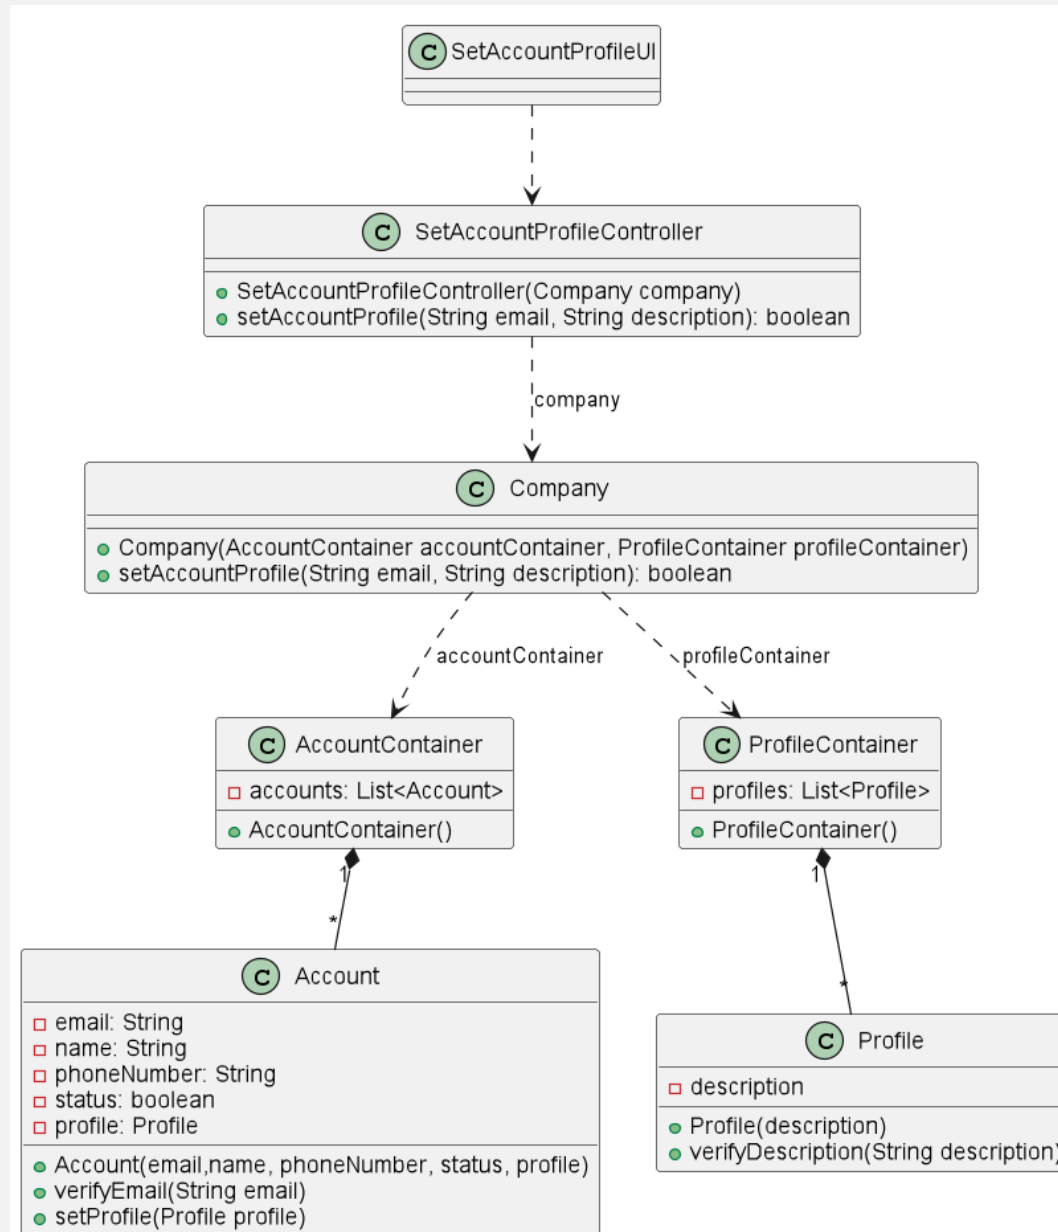 C SetAccountProfileUI
C SetAccountProfileController
SetAccountProfileController(Company company)
setAccountProfile(String email, String description): boolean
company
C Company
Company(AccountContainer accountContainer, ProfileContainer profileContainer)
setAccountProfile(String email, String description): boolean
accountContainer
profileContainer
C AccountContainer
accounts: List<Account>
AccountContainer()
C ProfileContainer
profiles: List<Profile>
ProfileContainer()
1
*
1
*
C Account
email: String
name: String
phoneNumber: String
status: boolean
profile: Profile
Account(email,name, phoneNumber, status, profile)
verifyEmail(String email)
setProfile(Profile profile)
C Profile
description
Profile(description)
verifyDescription(String description)